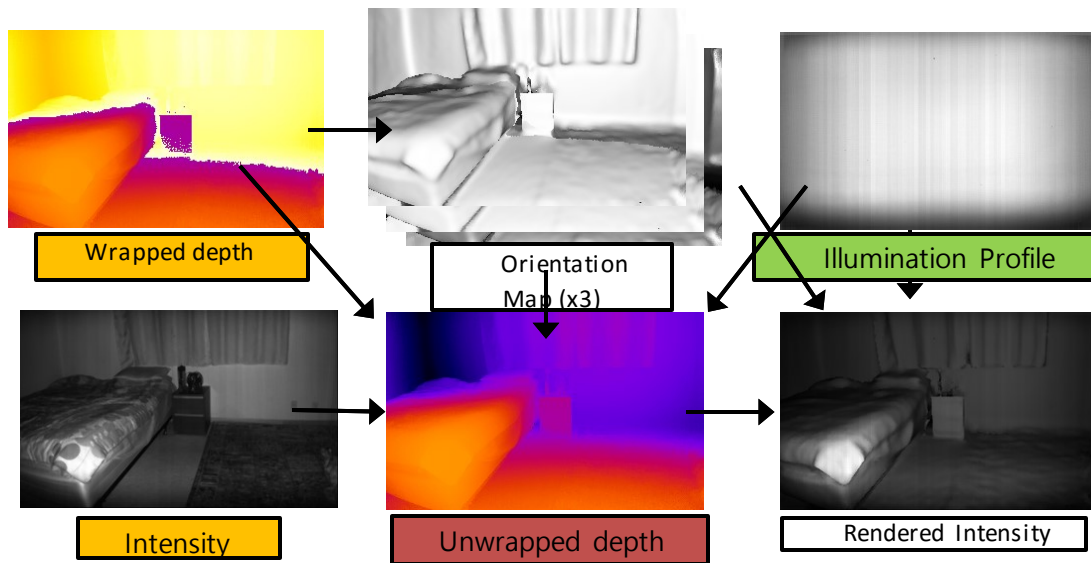 Wrapped depth
Orientation
Map (x3)
Illumination Profile
Intensity
Unwrapped depth
Rendered Intensity